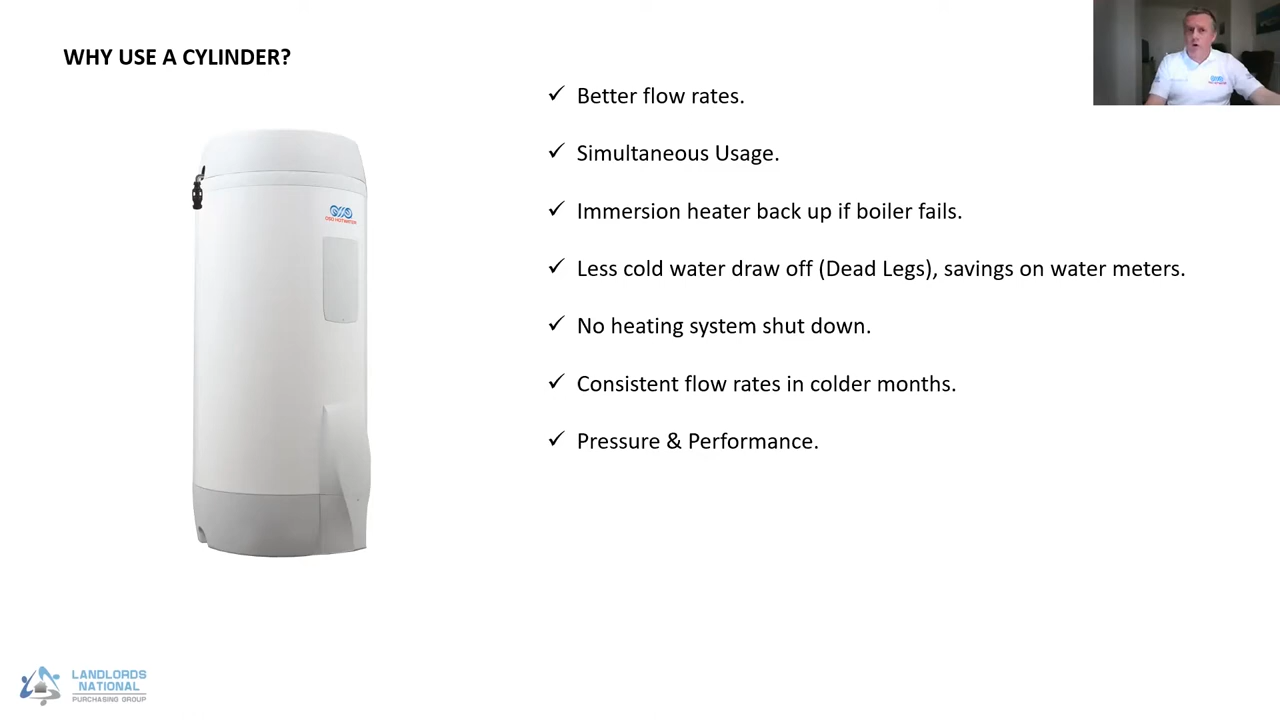 WHY USE A CYLINDER?
✓ Better flow rates.
✓ Simultaneous Usage.
✓ Immersion heater back up if boiler fails.
✓ Less cold water draw off (Dead Legs), savings on water meters.
✓ No heating system shut down.
✓ Consistent flow rates in colder months.
✓ Pressure & Performance.
OSO HOTWATER
LANDLORDS
NATIONAL
PURCHASING GROUP